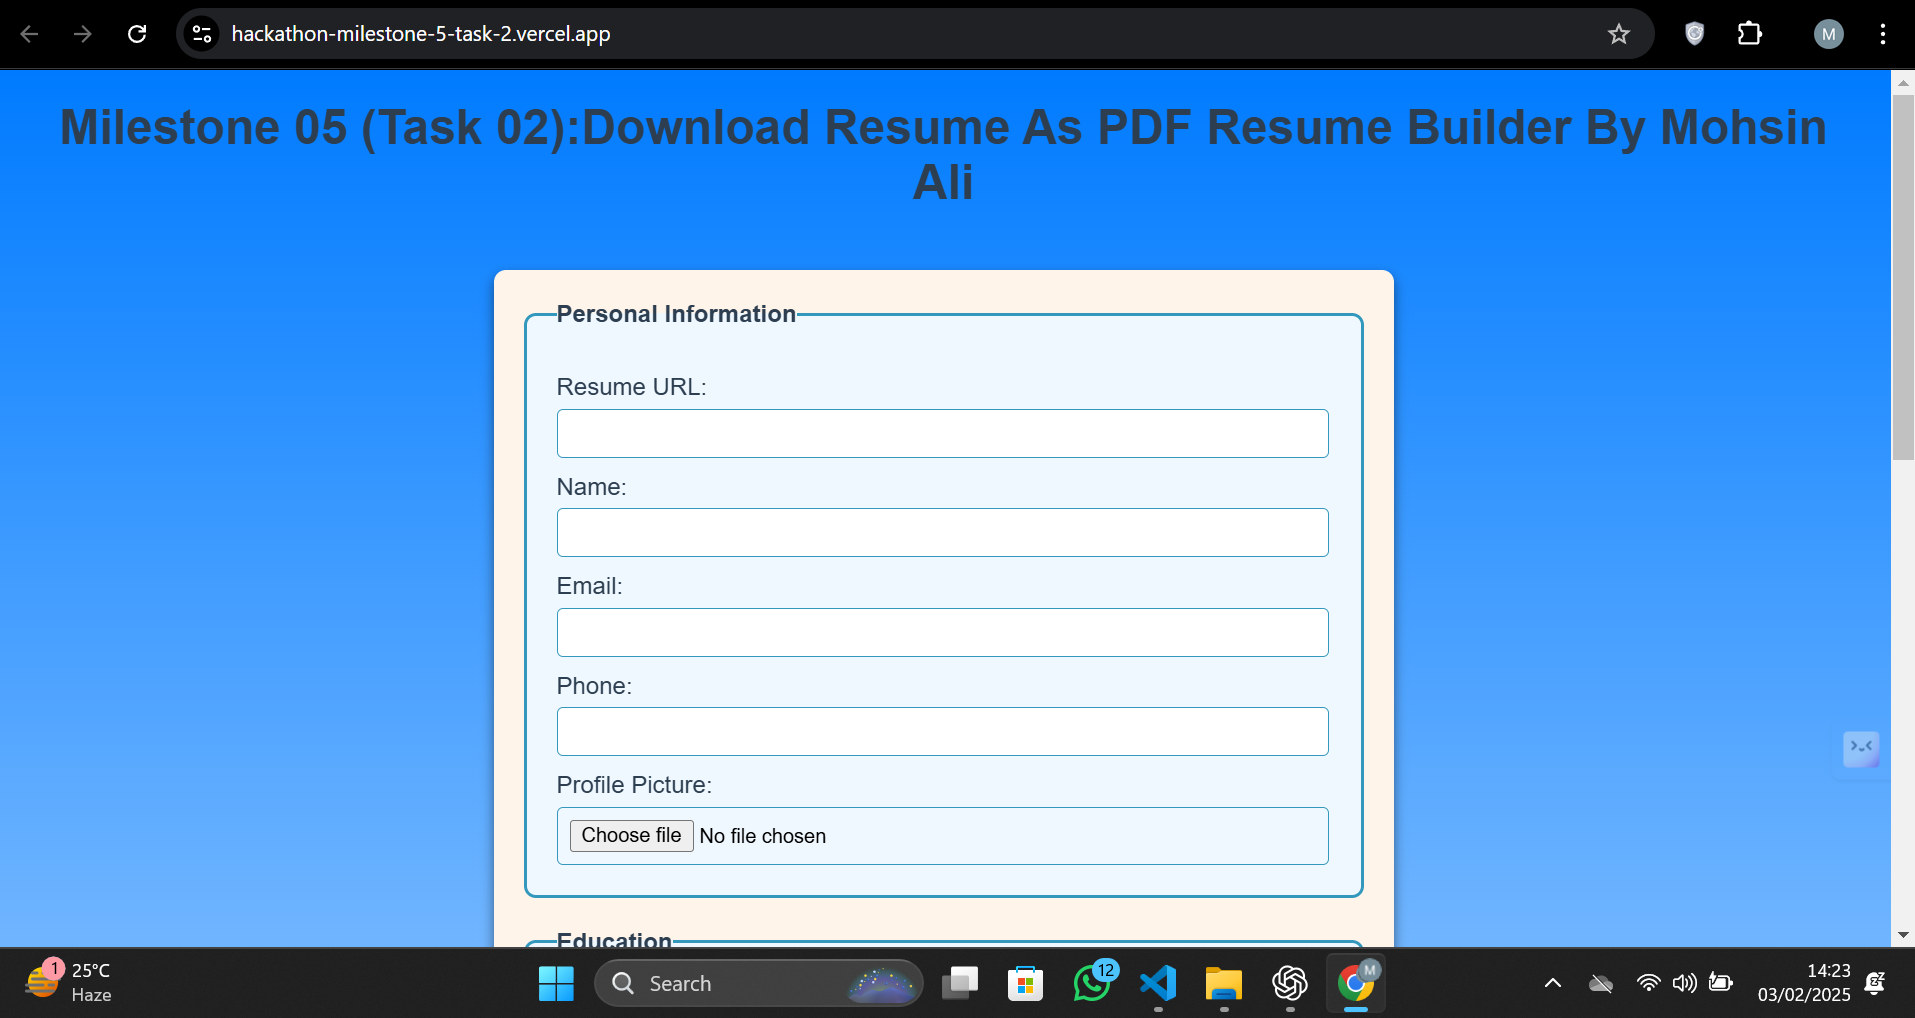 hackathon-milestone-5-task-2.vercel.app
M
Milestone 05 (Task 02):Download Resume As PDF Resume Builder By Mohsin
Ali
Personal Information
Resume URL:
Name:
Email:
Phone:
Profile Picture:
Choose file No file chosen
Education
1
25°C
Haze
Search
12
M
14:23
03/02/2025